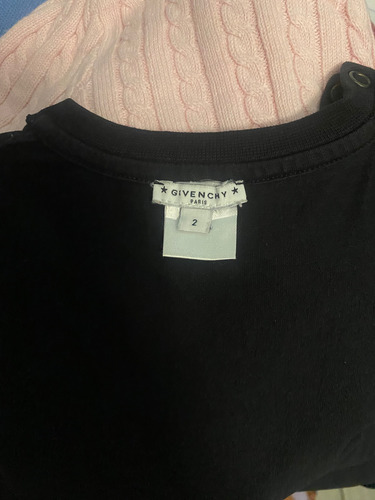 ★ GIVENCHY ★
PARIS
2